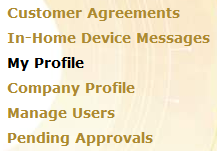 Customer Agreements
In-Home Device Messages
My Profile
Company Profile
Manage Users
Pending Approvals